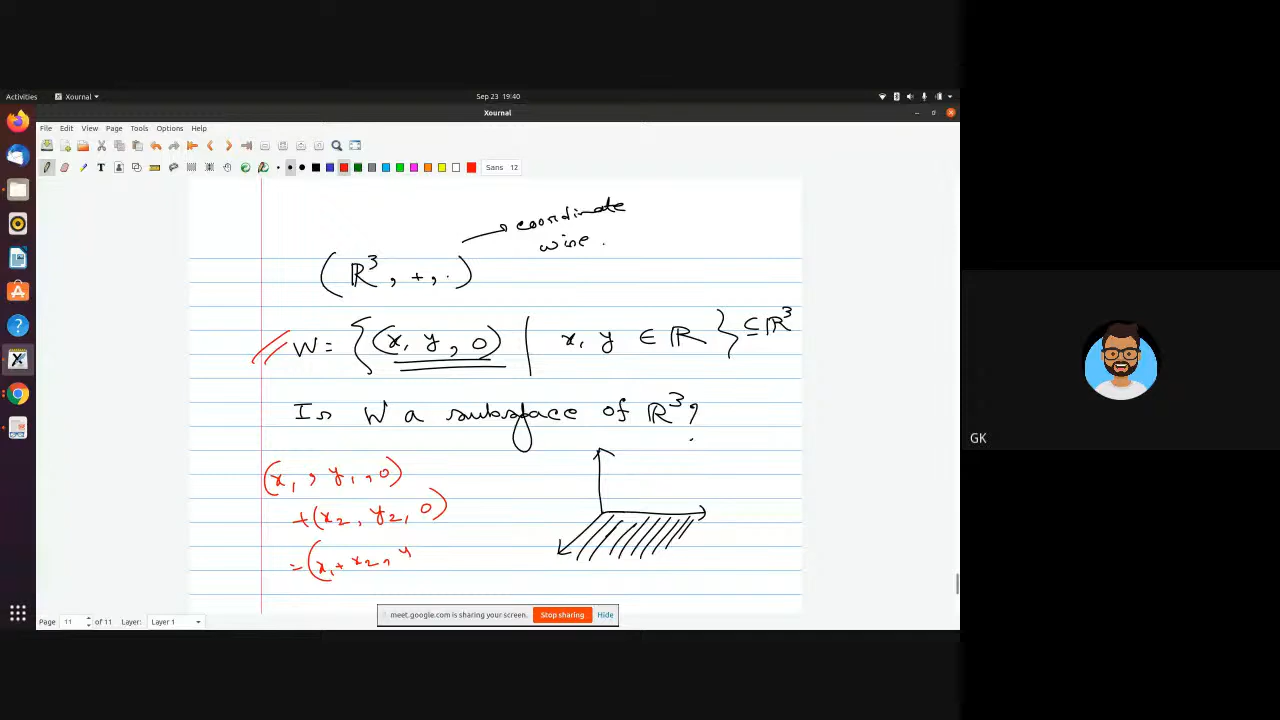 Activities
Xournal
Sep 23 19:40
Xournal
File Edit View Page Tools Options Help
Sans 12
coordinate
wise.
(ℝ³, +, ·)
W = {(x, y, 0) | x, y ∈ ℝ} ⊆ ℝ³
Is W a subspace of ℝ³?
(x₁, y₁, 0)
+(x₂, y₂, 0)
= (x₁ + x₂, y
meet.google.com is sharing your screen. Stop sharing Hide
Page 11 of 11 Layer: Layer 1
GK